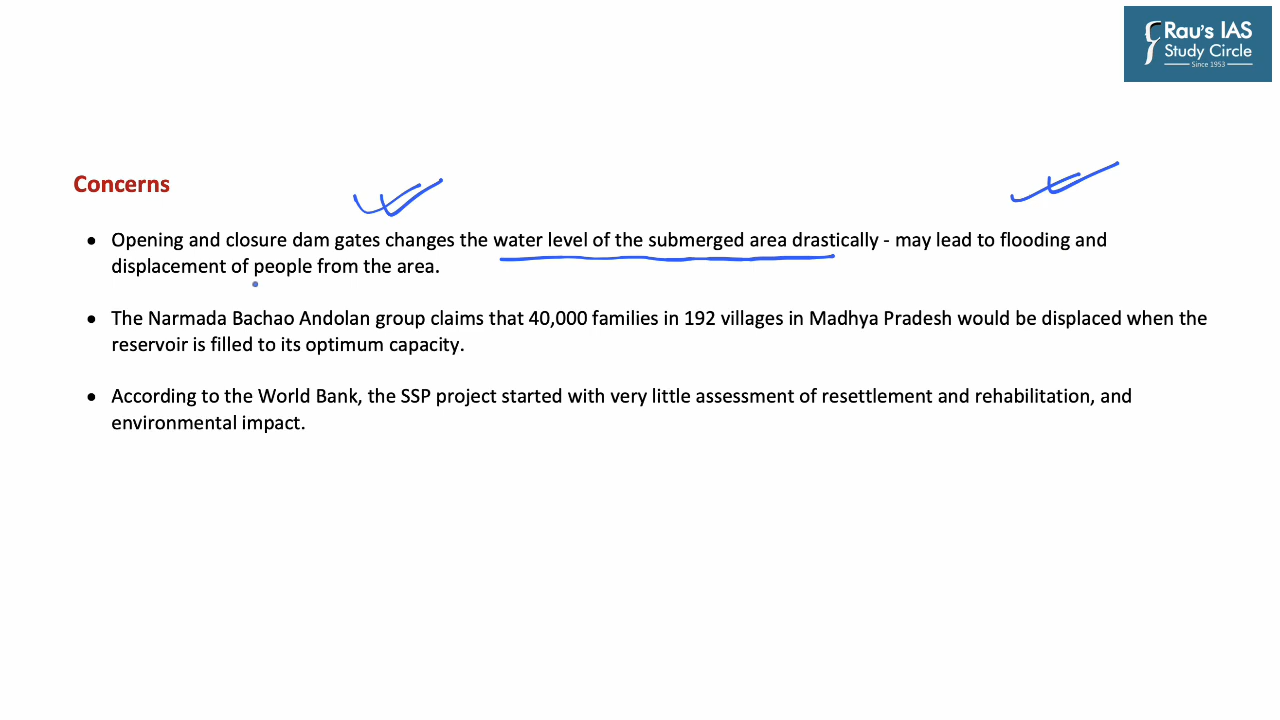 Rau's IAS
Study Circle
Since 1953
Concerns
• Opening and closure dam gates changes the water level of the submerged area drastically - may lead to flooding and
displacement of people from the area.
• The Narmada Bachao Andolan group claims that 40,000 families in 192 villages in Madhya Pradesh would be displaced when the
reservoir is filled to its optimum capacity.
• According to the World Bank, the SSP project started with very little assessment of resettlement and rehabilitation, and
environmental impact.